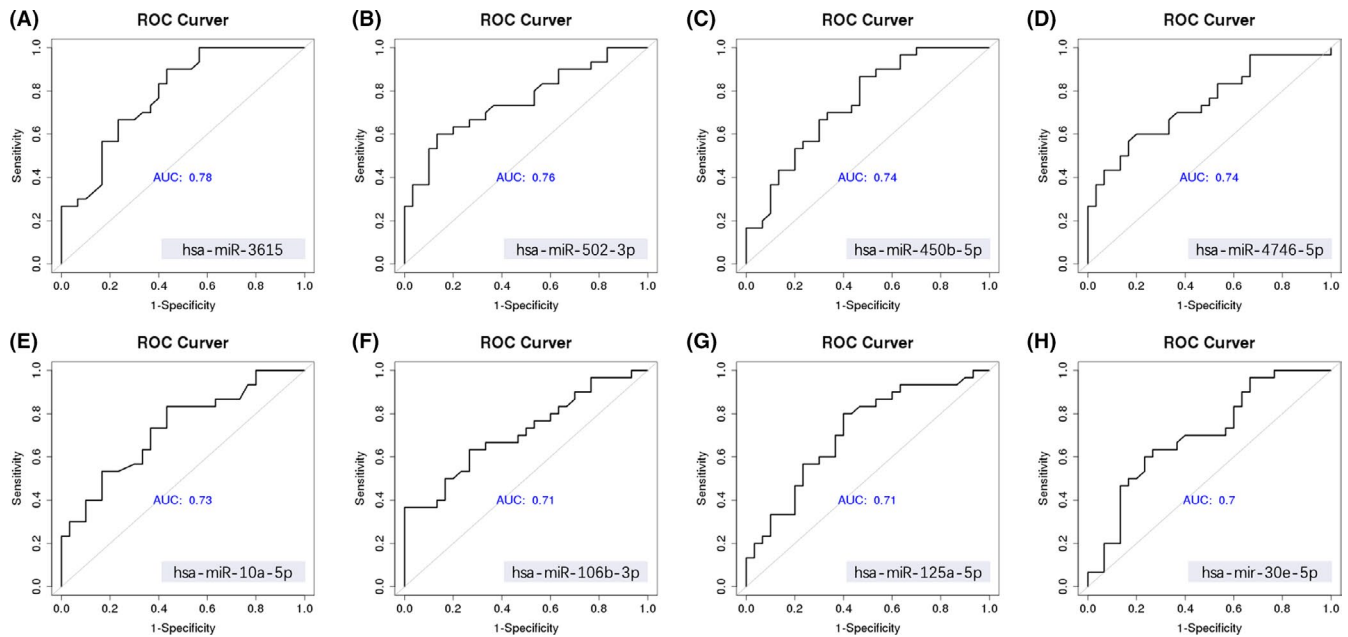 (A) ROC Curver
1.0
0.8
0.6
0.4
0.2
0.0
Sensitivity
AUC: 0.78
hsa-miR-3615
0.0 0.2 0.4 0.6 0.8 1.0
1-Specificity
(B) ROC Curver
1.0
0.8
0.6
0.4
0.2
0.0
Sensitivity
AUC: 0.76
hsa-miR-502-3p
0.0 0.2 0.4 0.6 0.8 1.0
1-Specificity
(C) ROC Curver
1.0
0.8
0.6
0.4
0.2
0.0
Sensitivity
AUC: 0.74
hsa-miR-450b-5p
0.0 0.2 0.4 0.6 0.8 1.0
1-Specificity
(D) ROC Curver
1.0
0.8
0.6
0.4
0.2
0.0
Sensitivity
AUC: 0.74
hsa-miR-4746-5p
0.0 0.2 0.4 0.6 0.8 1.0
1-Specificity
(E) ROC Curver
1.0
0.8
0.6
0.4
0.2
0.0
Sensitivity
AUC: 0.73
hsa-miR-10a-5p
0.0 0.2 0.4 0.6 0.8 1.0
1-Specificity
(F) ROC Curver
1.0
0.8
0.6
0.4
0.2
0.0
Sensitivity
AUC: 0.71
hsa-miR-106b-3p
0.0 0.2 0.4 0.6 0.8 1.0
1-Specificity
(G) ROC Curver
1.0
0.8
0.6
0.4
0.2
0.0
Sensitivity
AUC: 0.71
hsa-miR-125a-5p
0.0 0.2 0.4 0.6 0.8 1.0
1-Specificity
(H) ROC Curver
1.0
0.8
0.6
0.4
0.2
0.0
Sensitivity
AUC: 0.7
hsa-mir-30e-5p
0.0 0.2 0.4 0.6 0.8 1.0
1-Specificity